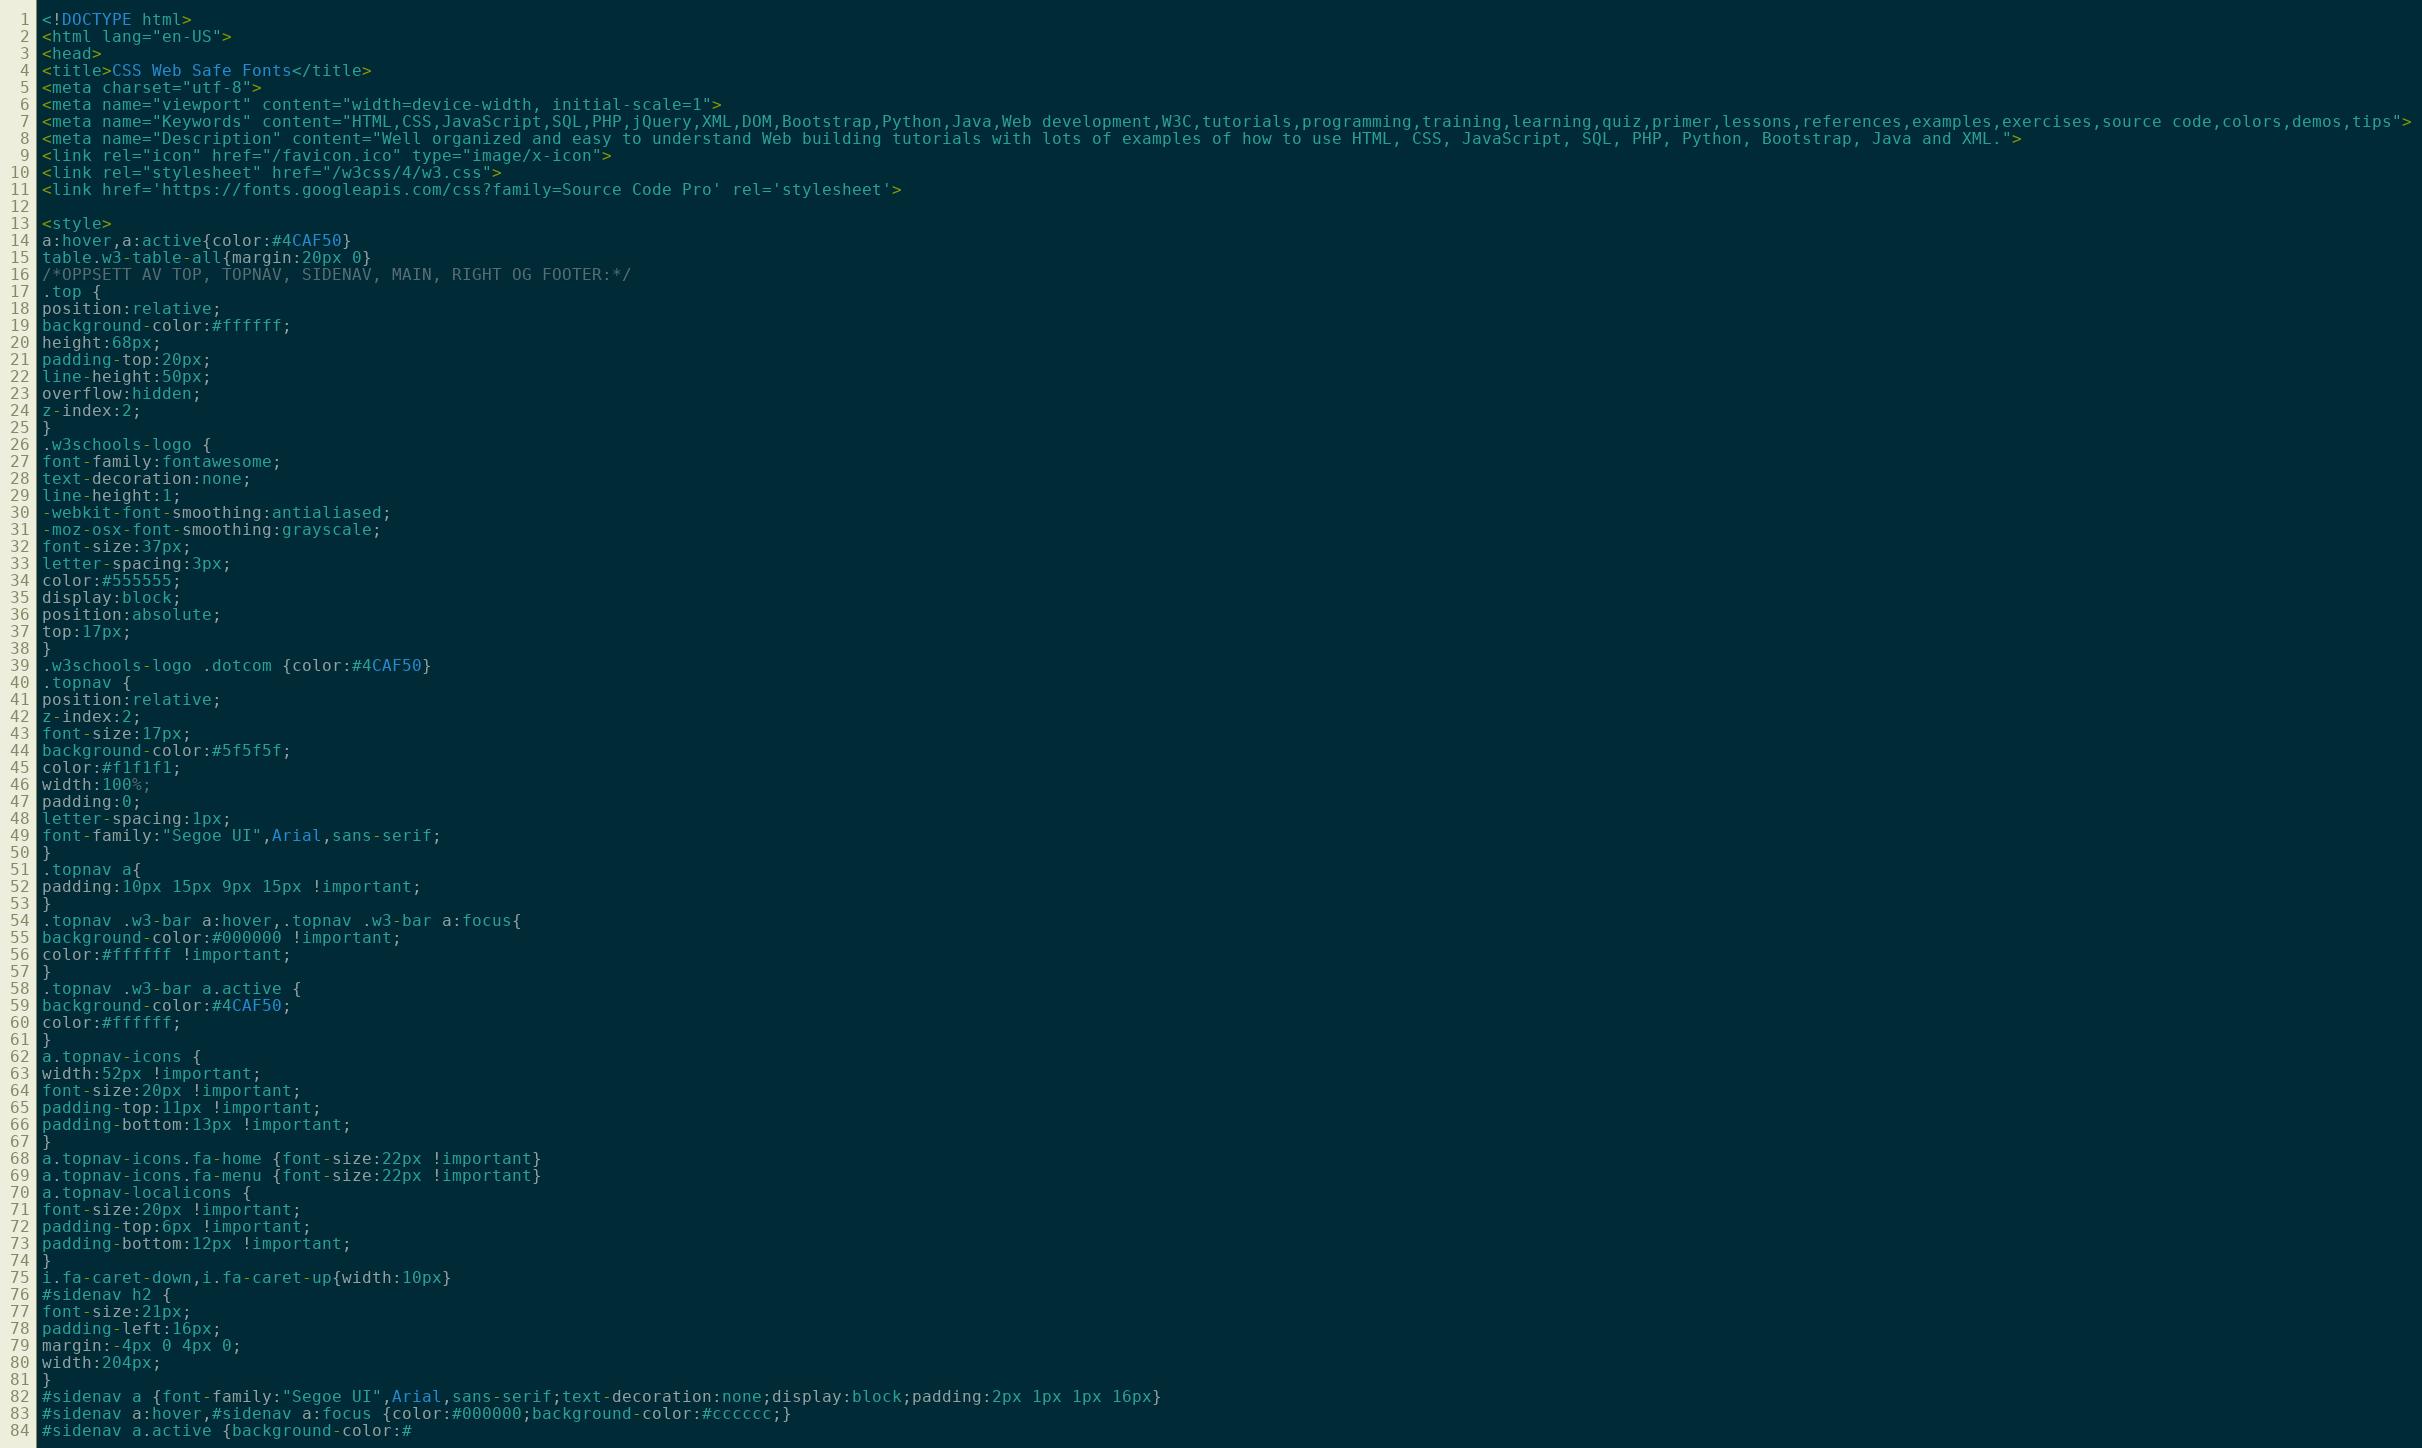 1 <!DOCTYPE html>
2 <html lang="en-US">
3 <head>
4 <title>CSS Web Safe Fonts</title>
5 <meta charset="utf-8">
6 <meta name="viewport" content="width=device-width, initial-scale=1">
7 <meta name="Keywords" content="HTML,CSS,JavaScript,SQL,PHP,jQuery,XML,DOM,Bootstrap,Python,Java,Web development,W3C,tutorials,programming,training,learning,quiz,primer,lessons,references,examples,exercises,source code,colors,demos,tips">
8 <meta name="Description" content="Well organized and easy to understand Web building tutorials with lots of examples of how to use HTML, CSS, JavaScript, SQL, PHP, Python, Bootstrap, Java and XML.">
9 <link rel="icon" href="/favicon.ico" type="image/x-icon">
10 <link rel="stylesheet" href="/w3css/4/w3.css">
11 <link href='https://fonts.googleapis.com/css?family=Source Code Pro' rel='stylesheet'>
12
13 <style>
14 a:hover,a:active{color:#4CAF50}
15 table.w3-table-all{margin:20px 0}
16 /*OPPSETT AV TOP, TOPNAV, SIDENAV, MAIN, RIGHT OG FOOTER:*/
17 .top {
18 position:relative;
19 background-color:#ffffff;
20 height:68px;
21 padding-top:20px;
22 line-height:50px;
23 overflow:hidden;
24 z-index:2;
25 }
26 .w3schools-logo {
27 font-family:fontawesome;
28 text-decoration:none;
29 line-height:1;
30 -webkit-font-smoothing:antialiased;
31 -moz-osx-font-smoothing:grayscale;
32 font-size:37px;
33 letter-spacing:3px;
34 color:#555555;
35 display:block;
36 position:absolute;
37 top:17px;
38 }
39 .w3schools-logo .dotcom {color:#4CAF50}
40 .topnav {
41 position:relative;
42 z-index:2;
43 font-size:17px;
44 background-color:#5f5f5f;
45 color:#f1f1f1;
46 width:100%;
47 padding:0;
48 letter-spacing:1px;
49 font-family:"Segoe UI",Arial,sans-serif;
50 }
51 .topnav a{
52 padding:10px 15px 9px 15px !important;
53 }
54 .topnav .w3-bar a:hover,.topnav .w3-bar a:focus{
55 background-color:#000000 !important;
56 color:#ffffff !important;
57 }
58 .topnav .w3-bar a.active {
59 background-color:#4CAF50;
60 color:#ffffff;
61 }
62 a.topnav-icons {
63 width:52px !important;
64 font-size:20px !important;
65 padding-top:11px !important;
66 padding-bottom:13px !important;
67 }
68 a.topnav-icons.fa-home {font-size:22px !important}
69 a.topnav-icons.fa-menu {font-size:22px !important}
70 a.topnav-localicons {
71 font-size:20px !important;
72 padding-top:6px !important;
73 padding-bottom:12px !important;
74 }
75 i.fa-caret-down,i.fa-caret-up{width:10px}
76 #sidenav h2 {
77 font-size:21px;
78 padding-left:16px;
79 margin:-4px 0 4px 0;
80 width:204px;
81 }
82 #sidenav a {font-family:"Segoe UI",Arial,sans-serif;text-decoration:none;display:block;padding:2px 1px 1px 16px}
83 #sidenav a:hover,#sidenav a:focus {color:#000000;background-color:#cccccc;}
84 #sidenav a.active {background-color:#